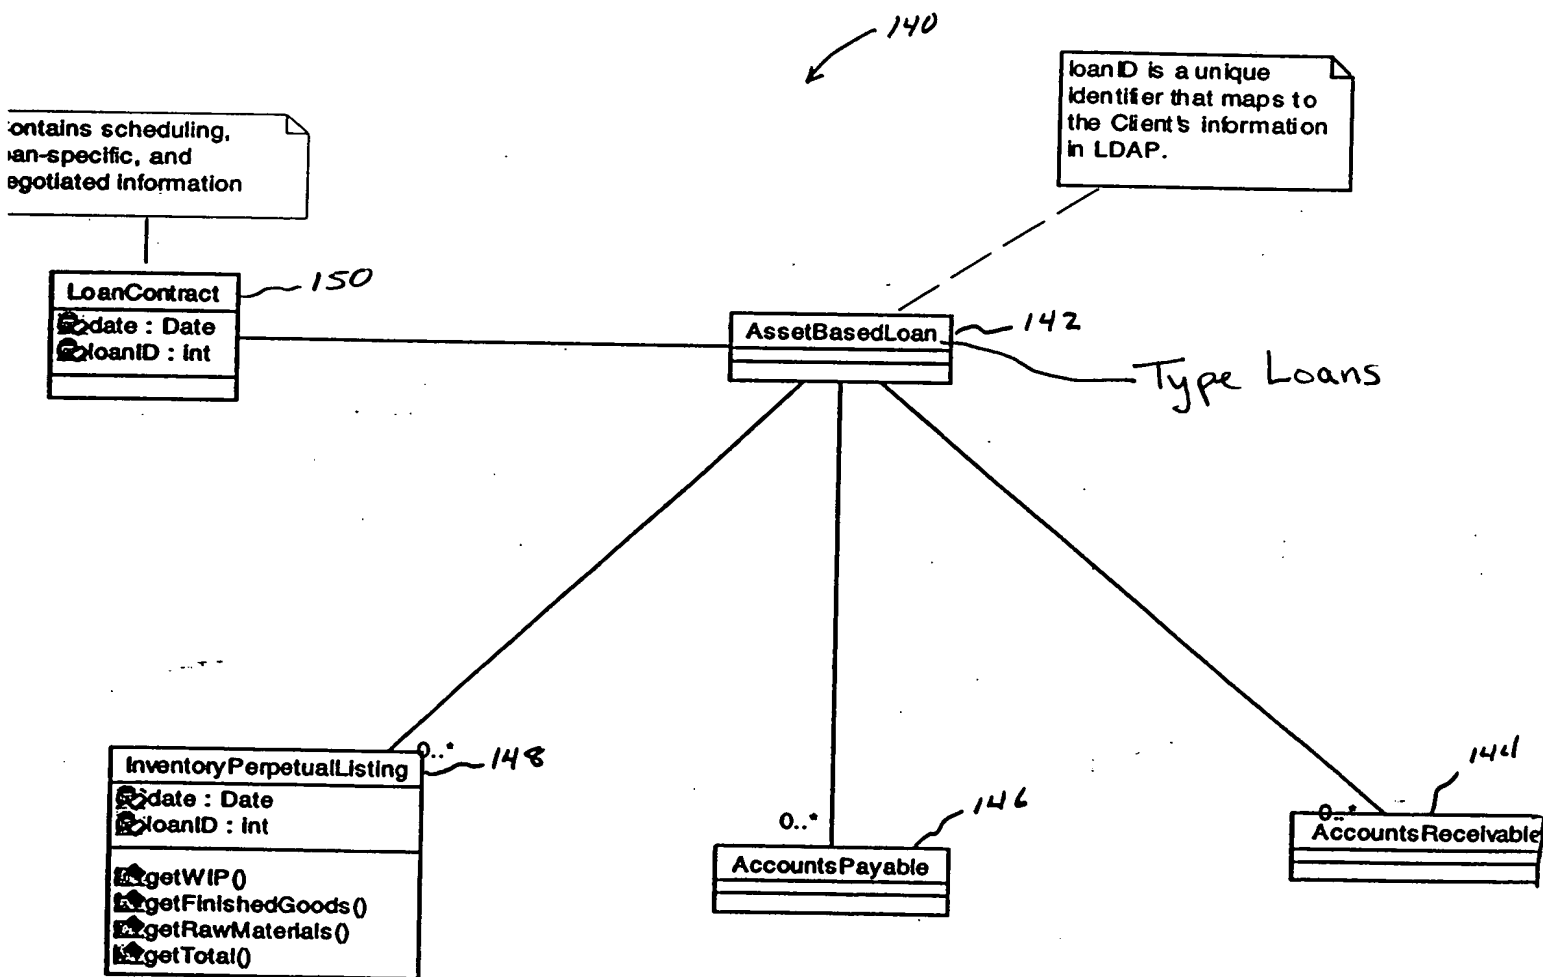 140
loanID is a unique
identifier that maps to
the Client's information
in LDAP.
ontains scheduling,
an-specific, and
egotiated information
LoanContract
150
date : Date
loanID : int
AssetBasedLoan
142
Type Loans
0..*
InventoryPerpetualListing
148
date : Date
loanID : int
getWIP()
getFinishedGoods()
getRawMaterials()
getTotal()
0..*
146
AccountsPayable
144
0..*
AccountsReceivable